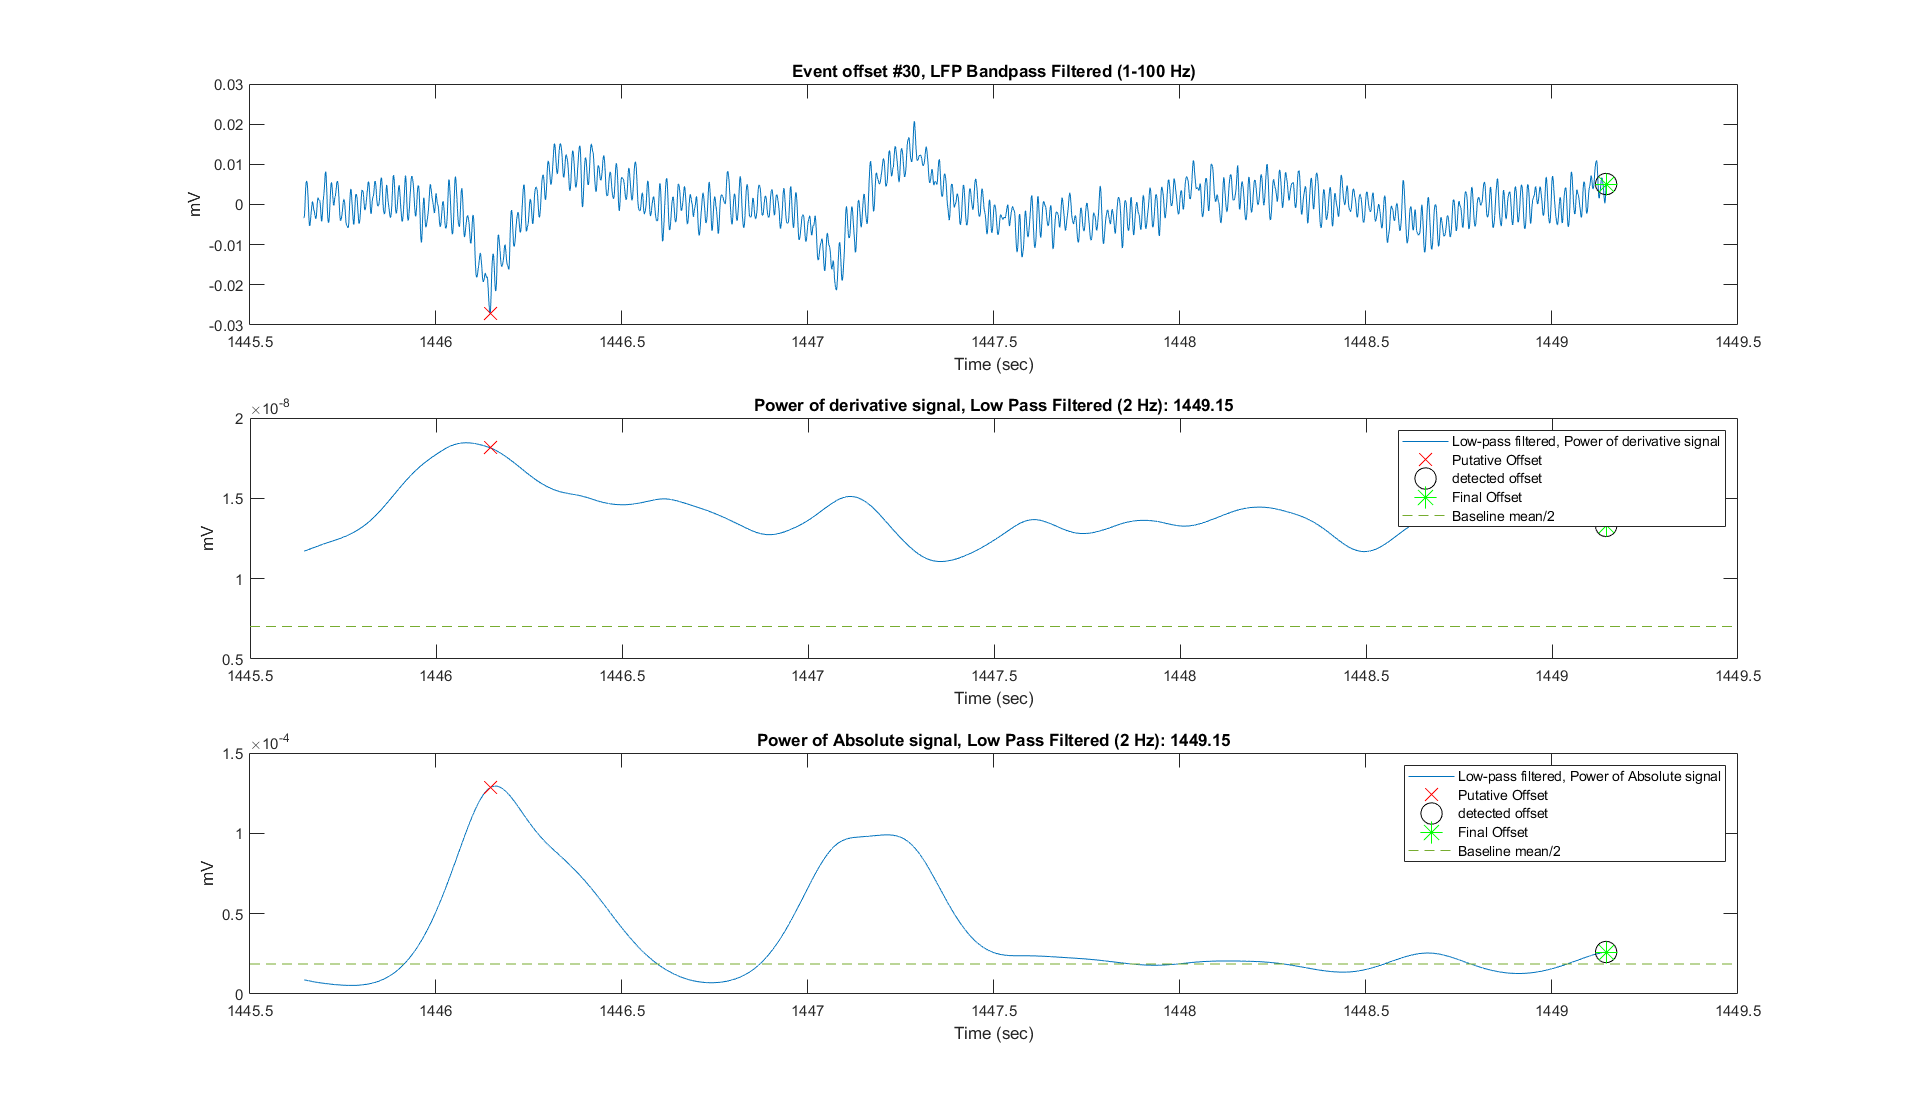 Event offset #30, LFP Bandpass Filtered (1-100 Hz)
0.03
0.02
0.01
0
-0.01
-0.02
-0.03
mV
1445.5 1446 1446.5 1447 1447.5 1448 1448.5 1449 1449.5
Time (sec)
Power of derivative signal, Low Pass Filtered (2 Hz): 1449.15
×10^-8
2
1.5
1
0.5
mV
Low-pass filtered, Power of derivative signal
Putative Offset
detected offset
Final Offset
Baseline mean/2
1445.5 1446 1446.5 1447 1447.5 1448 1448.5 1449 1449.5
Time (sec)
Power of Absolute signal, Low Pass Filtered (2 Hz): 1449.15
×10^-4
1.5
1
0.5
0
mV
Low-pass filtered, Power of Absolute signal
Putative Offset
detected offset
Final Offset
Baseline mean/2
1445.5 1446 1446.5 1447 1447.5 1448 1448.5 1449 1449.5
Time (sec)